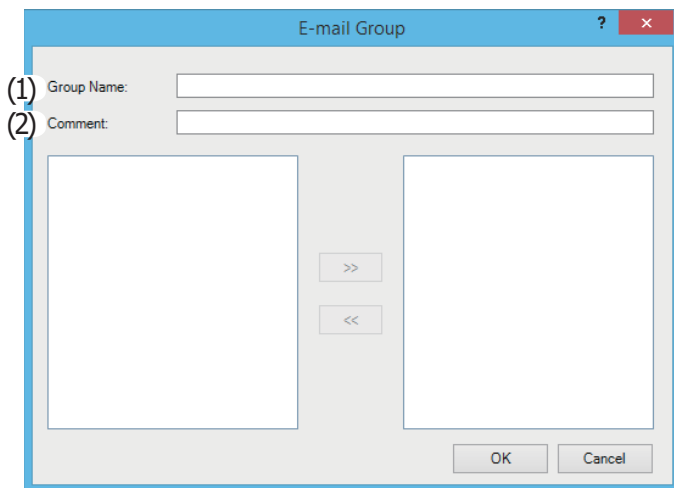 E-mail Group ? ×
(1) Group Name:
(2) Comment:
>>
<<
OK Cancel